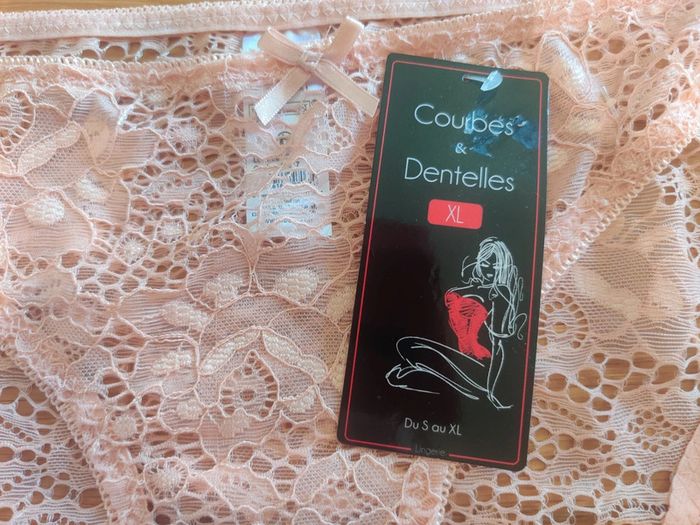 Courbes
&
Dentelles
XL
Du S au XL
Lingerie